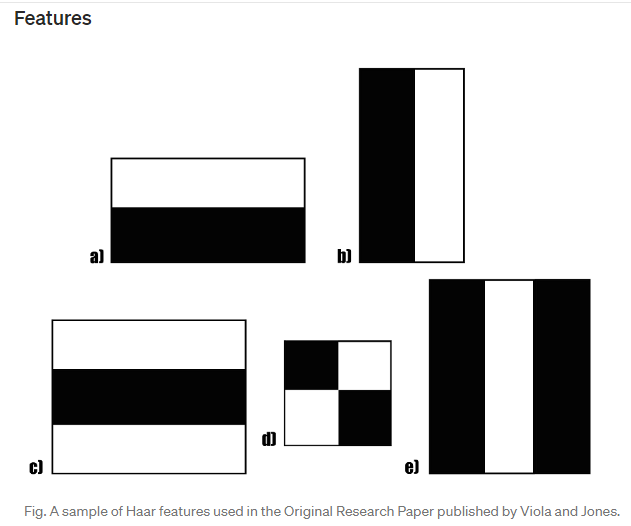 Features
a)
b)
c)
d)
e)
Fig. A sample of Haar features used in the Original Research Paper published by Viola and Jones.